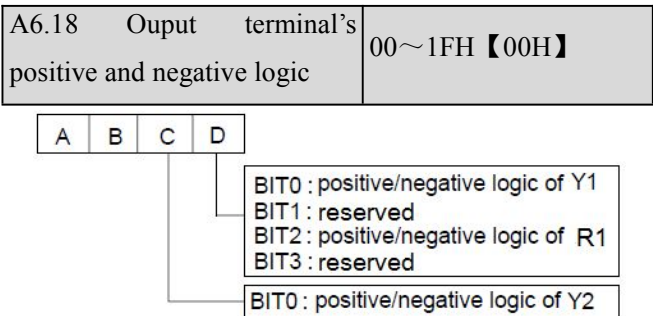 A6.18 Ouput terminal’s
positive and negative logic
00～1FH【00H】
A B C D
BIT0 : positive/negative logic of Y1
BIT1 : reserved
BIT2 : positive/negative logic of R1
BIT3 : reserved
BIT0 : positive/negative logic of Y2